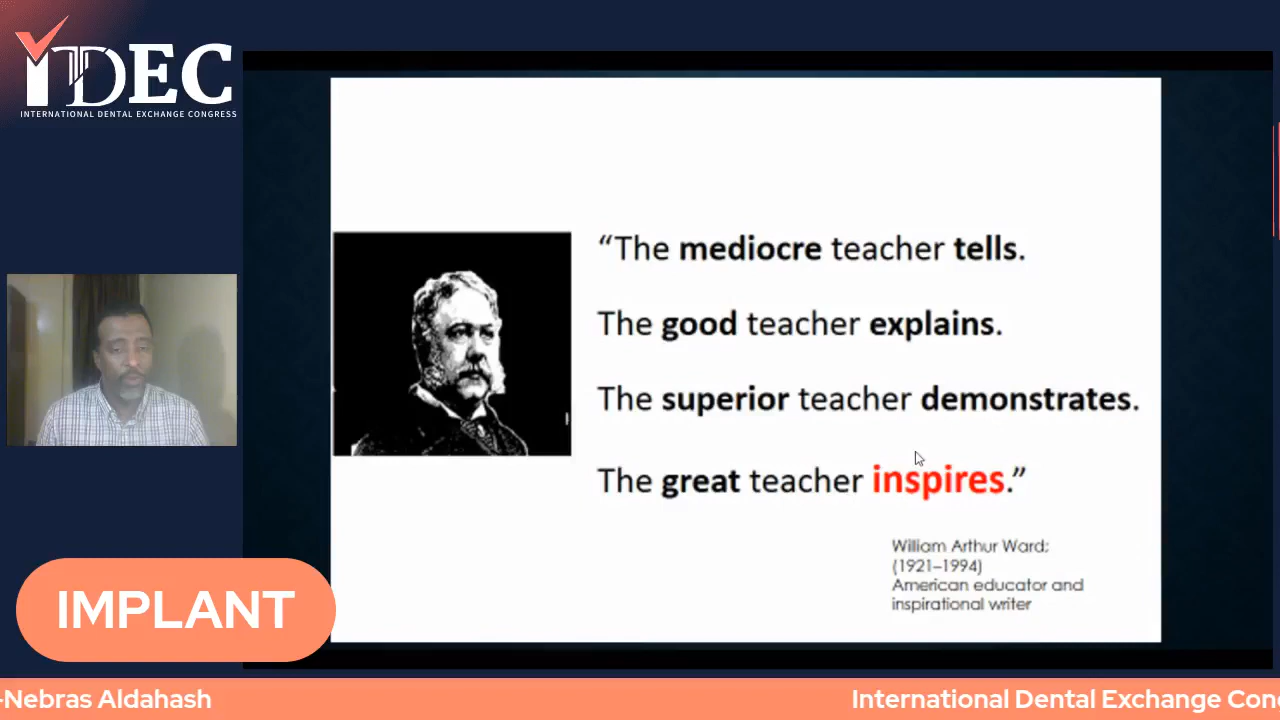 IDEC
INTERNATIONAL DENTAL EXCHANGE CONGRESS
“The mediocre teacher tells.
The good teacher explains.
The superior teacher demonstrates.
The great teacher inspires.”
William Arthur Ward;
(1921–1994)
American educator and
inspirational writer
IMPLANT
-Nebras Aldahash
International Dental Exchange Con